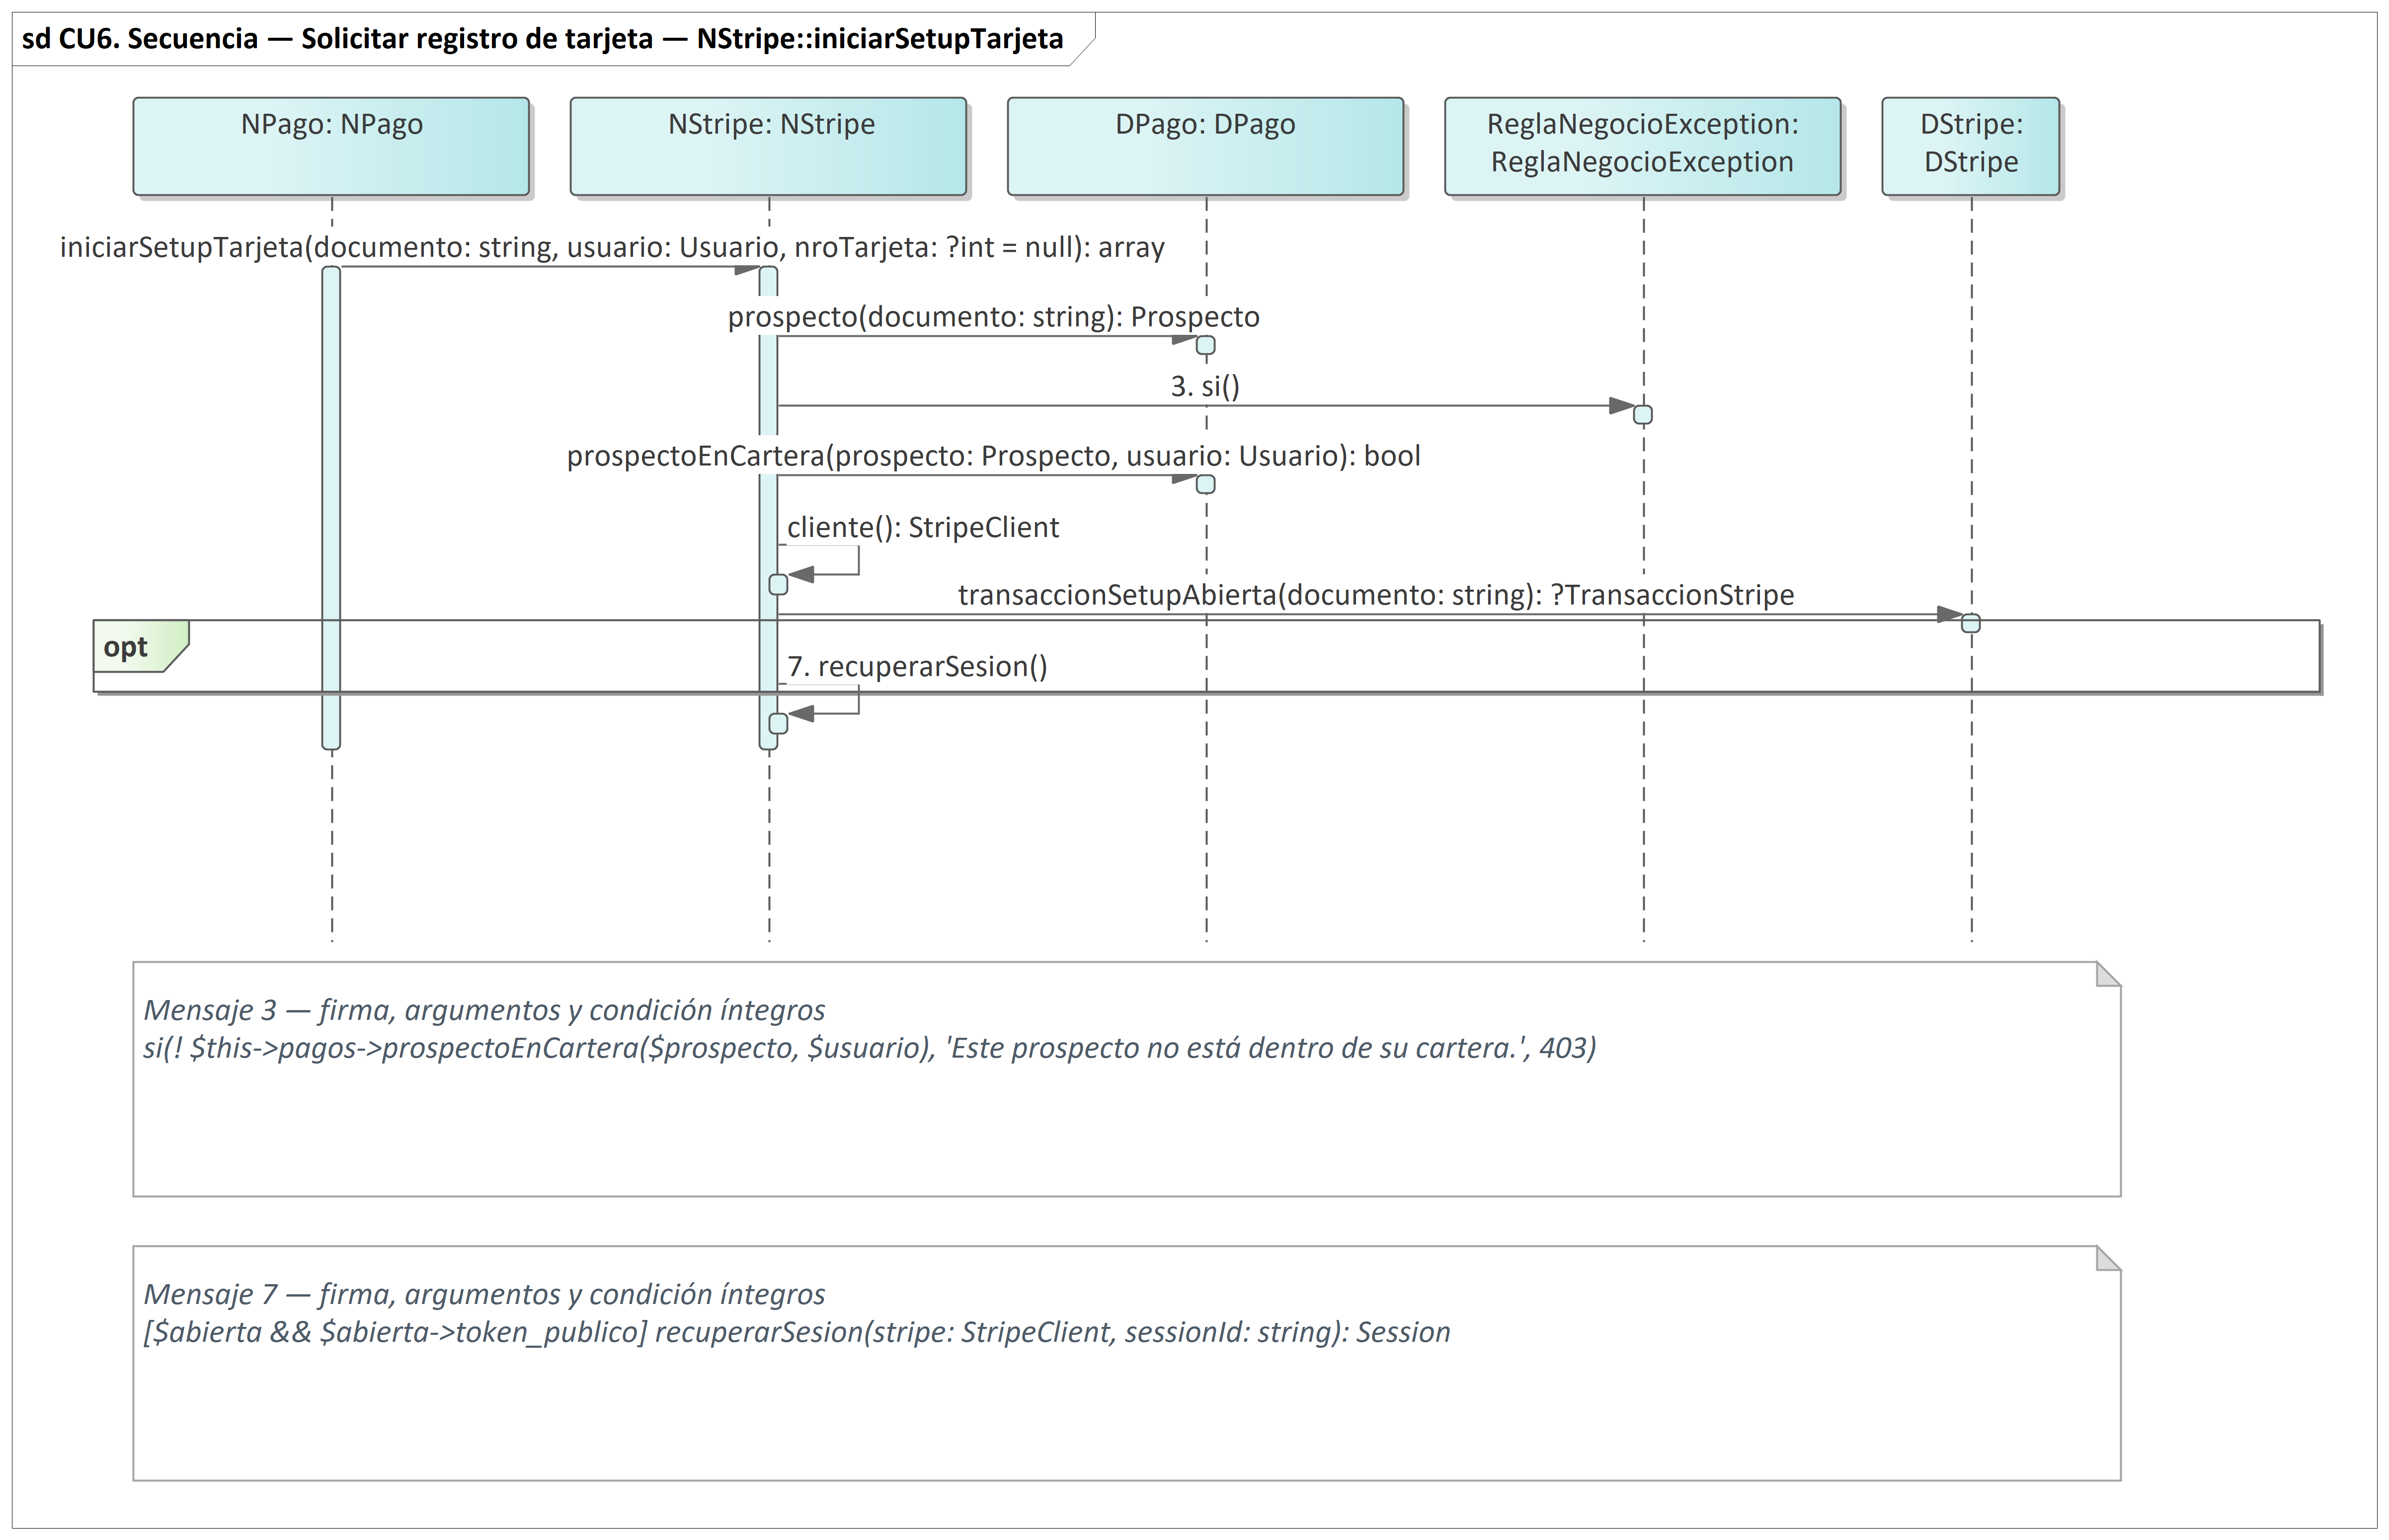 sd CU6. Secuencia — Solicitar registro de tarjeta — NStripe::iniciarSetupTarjeta
NPago: NPago
NStripe: NStripe
DPago: DPago
ReglaNegocioException:
ReglaNegocioException
DStripe:
DStripe
iniciarSetupTarjeta(documento: string, usuario: Usuario, nroTarjeta: ?int = null): array
prospecto(documento: string): Prospecto
3. si()
prospectoEnCartera(prospecto: Prospecto, usuario: Usuario): bool
cliente(): StripeClient
transaccionSetupAbierta(documento: string): ?TransaccionStripe
opt
7. recuperarSesion()
Mensaje 3 — firma, argumentos y condición íntegros
si(! $this->pagos->prospectoEnCartera($prospecto, $usuario), 'Este prospecto no está dentro de su cartera.', 403)
Mensaje 7 — firma, argumentos y condición íntegros
[$abierta && $abierta->token_publico] recuperarSesion(stripe: StripeClient, sessionId: string): Session